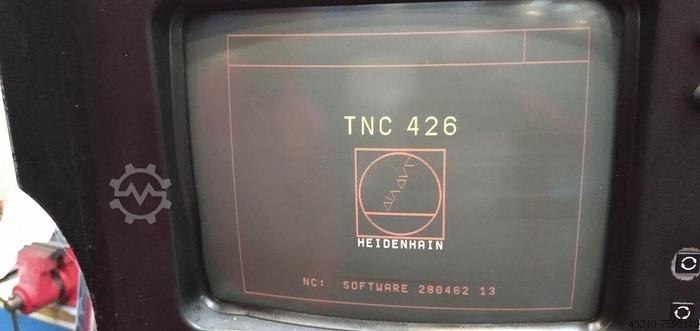 TNC 426
HEIDENHAIN
NC: SOFTWARE 280462 13